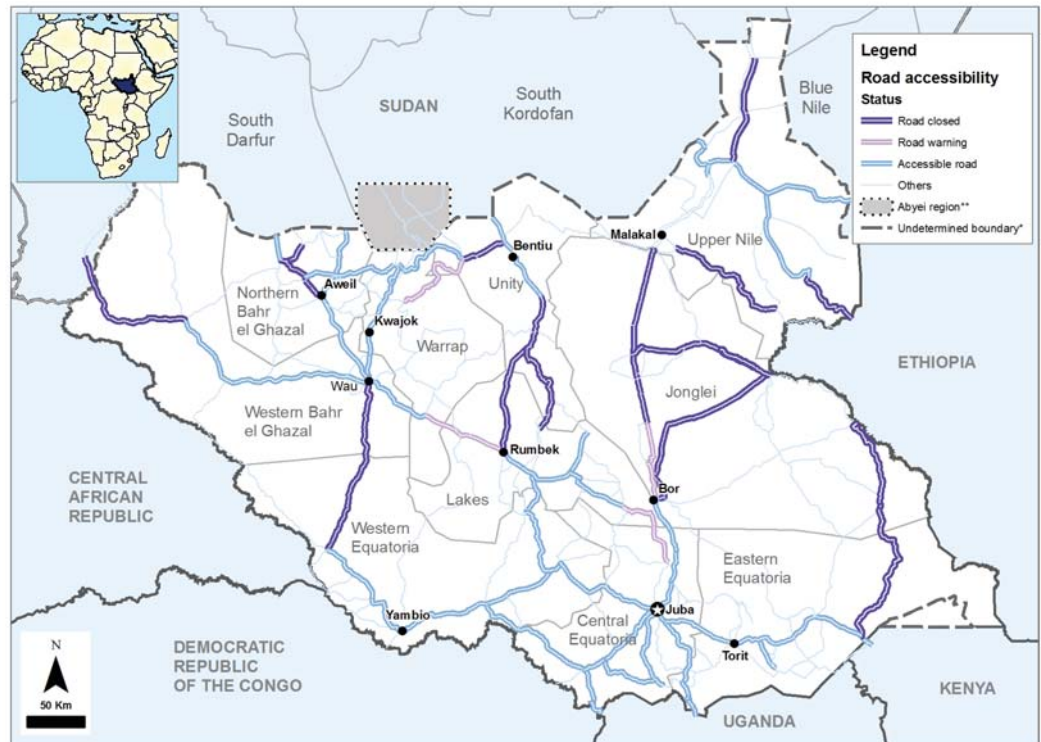 Legend
Road accessibility
Status
Road closed
Road warning
Accessible road
Others
Abyei region**
Undetermined boundary*
SUDAN
South
Darfur
South
Kordofan
Blue
Nile
Malakal
Upper Nile
Bentiu
Unity
Aweil
Northern
Bahr
el Ghazal
Kwajok
Warrap
Wau
Western Bahr
el Ghazal
Jonglei
ETHIOPIA
Rumbek
Lakes
Bor
CENTRAL
AFRICAN
REPUBLIC
Western
Equatoria
Eastern
Equatoria
Yambio
Central
Equatoria
Juba
Torit
DEMOCRATIC
REPUBLIC
OF THE CONGO
UGANDA
KENYA
N
50 Km